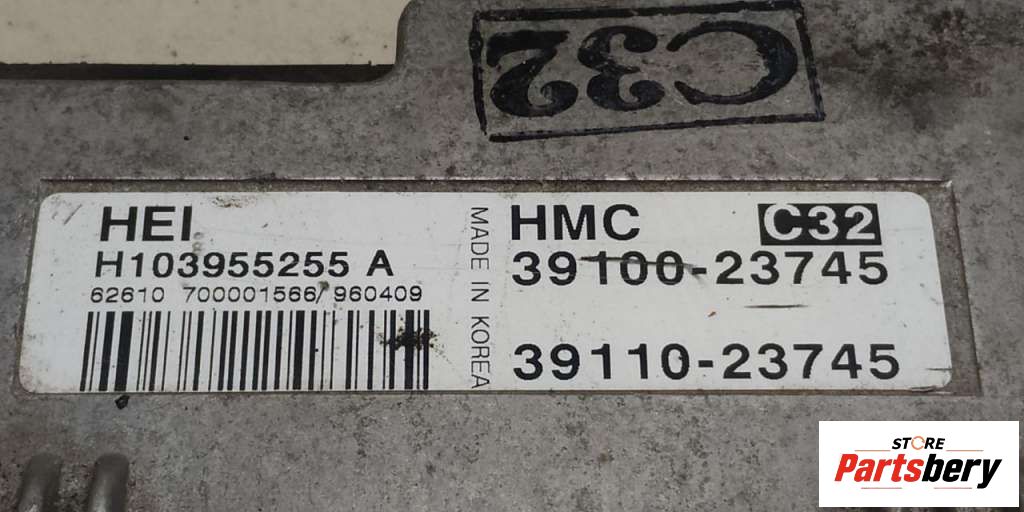 C32
HEI
H103955255 A
62610 700001566/ 960409
MADE IN KOREA
HMC C32
39100-23745
39110-23745
STORE
Partsbery